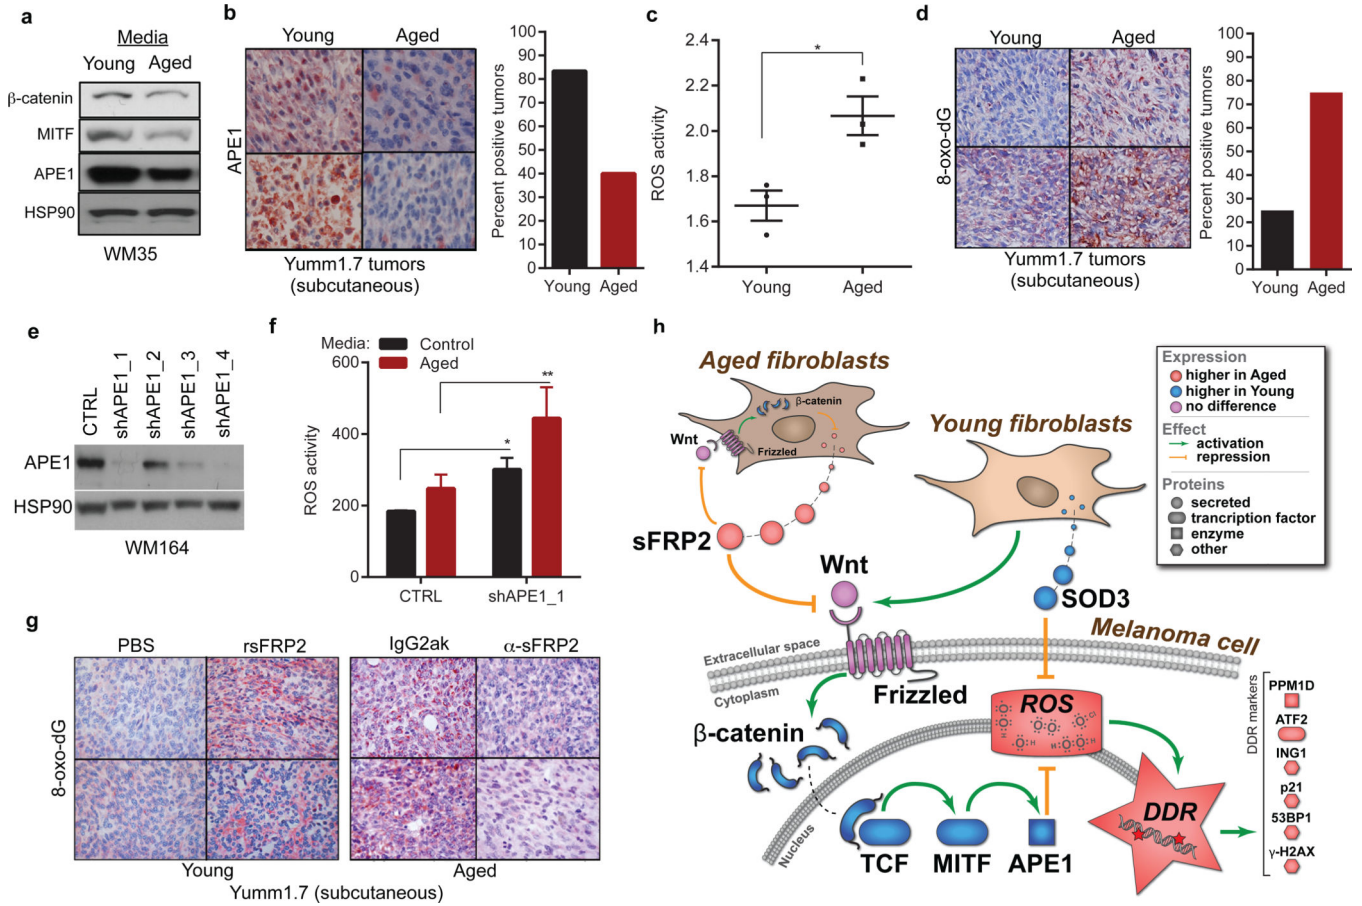 a
Media
Young Aged
β-catenin
MITF
APE1
HSP90
WM35
b
Young Aged
APE1
Yumm1.7 tumors
(subcutaneous)
Percent positive tumors
100
90
80
70
60
50
40
30
20
10
0
Young Aged
c
ROS activity
2.4
2.2
2.0
1.8
1.6
1.4
*
Young Aged
d
Young Aged
8-oxo-dG
Yumm1.7 tumors
(subcutaneous)
Percent positive tumors
100
90
80
70
60
50
40
30
20
10
0
Young Aged
e
CTRL
shAPE1_1
shAPE1_2
shAPE1_3
shAPE1_4
APE1
HSP90
WM164
f
Media: Control
Aged
ROS activity
600
400
200
0
**
*
CTRL shAPE1_1
g
PBS rsFRP2 IgG2ak α-sFRP2
8-oxo-dG
Young Aged
Yumm1.7 (subcutaneous)
h
Aged fibroblasts
β-catenin
Wnt
Frizzled
Young fibroblasts
sFRP2
Wnt
SOD3
Melanoma cell
Extracellular space
Cytoplasm
Frizzled
β-catenin
ROS
Nucleus
TCF MITF APE1
DDR
DDR markers
PPM1D
ATF2
ING1
p21
53BP1
γ-H2AX
Expression
higher in Aged
higher in Young
no difference
Effect
activation
repression
Proteins
secreted
trancription factor
enzyme
other